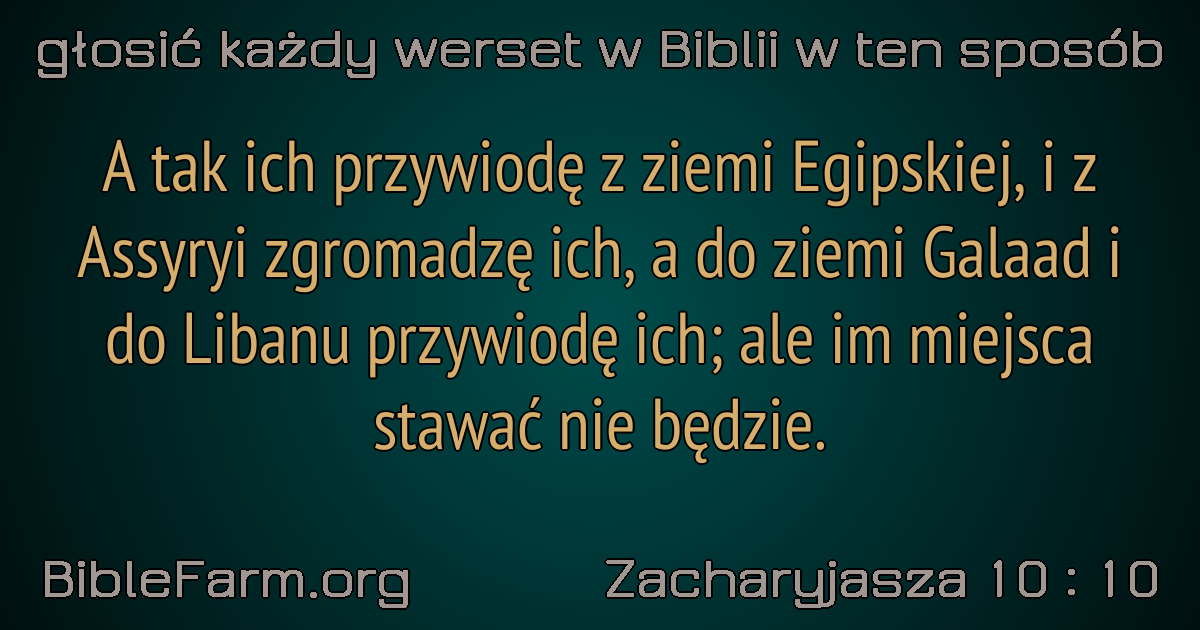 głosić każdy werset w Biblii w ten sposób
A tak ich przywiodę z ziemi Egipskiej, i z
Assyryi zgromadzę ich, a do ziemi Galaad i
do Libanu przywiodę ich; ale im miejsca
stawać nie będzie.
BibleFarm.org
Zacharyjasza 10 : 10